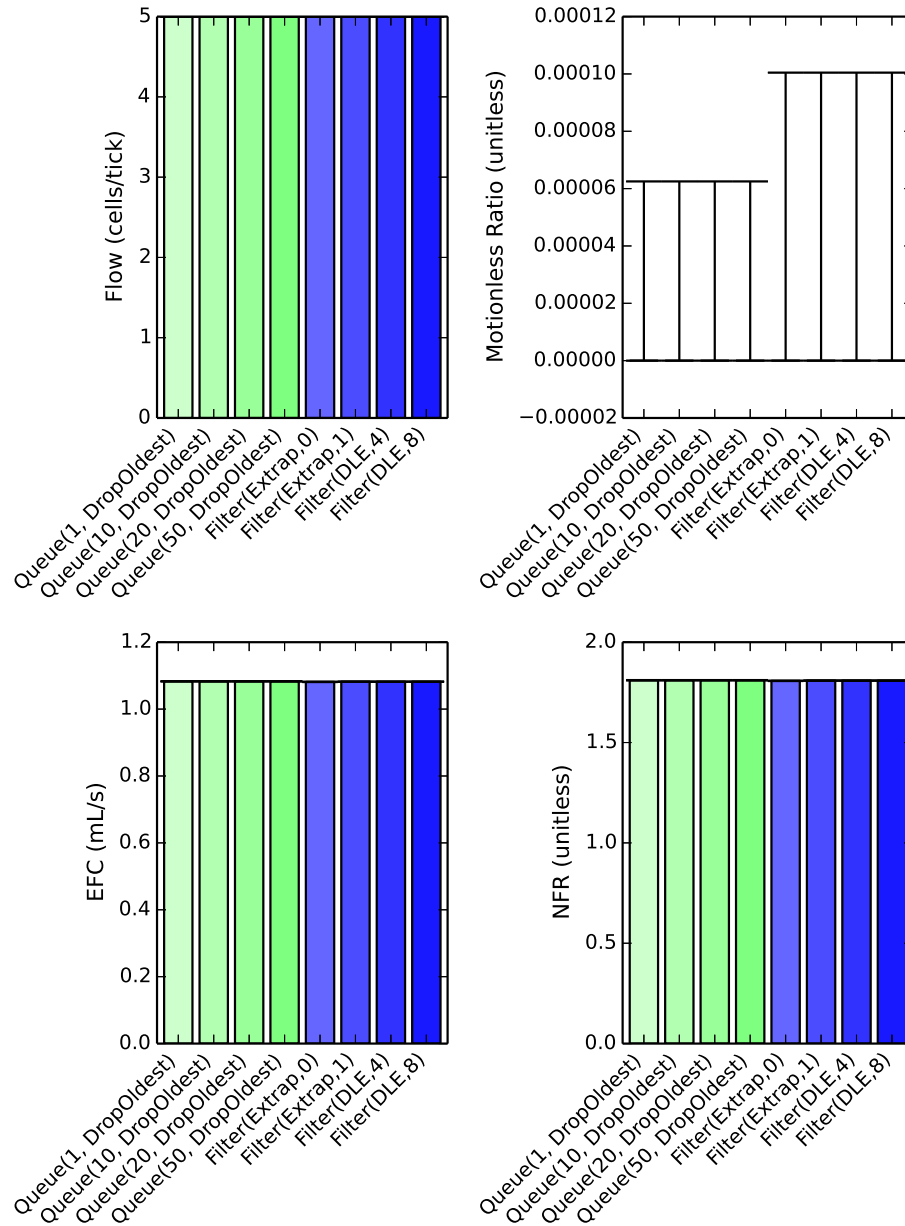 Flow (cells/tick)
5
4
3
2
1
0
Queue(1, DropOldest)
Queue(10, DropOldest)
Queue(20, DropOldest)
Queue(50, DropOldest)
Filter(Extrap,0)
Filter(Extrap,1)
Filter(DLE,4)
Filter(DLE,8)
Motionless Ratio (unitless)
0.00012
0.00010
0.00008
0.00006
0.00004
0.00002
0.00000
−0.00002
Queue(1, DropOldest)
Queue(10, DropOldest)
Queue(20, DropOldest)
Queue(50, DropOldest)
Filter(Extrap,0)
Filter(Extrap,1)
Filter(DLE,4)
Filter(DLE,8)
EFC (mL/s)
1.2
1.0
0.8
0.6
0.4
0.2
0.0
Queue(1, DropOldest)
Queue(10, DropOldest)
Queue(20, DropOldest)
Queue(50, DropOldest)
Filter(Extrap,0)
Filter(Extrap,1)
Filter(DLE,4)
Filter(DLE,8)
NFR (unitless)
2.0
1.5
1.0
0.5
0.0
Queue(1, DropOldest)
Queue(10, DropOldest)
Queue(20, DropOldest)
Queue(50, DropOldest)
Filter(Extrap,0)
Filter(Extrap,1)
Filter(DLE,4)
Filter(DLE,8)